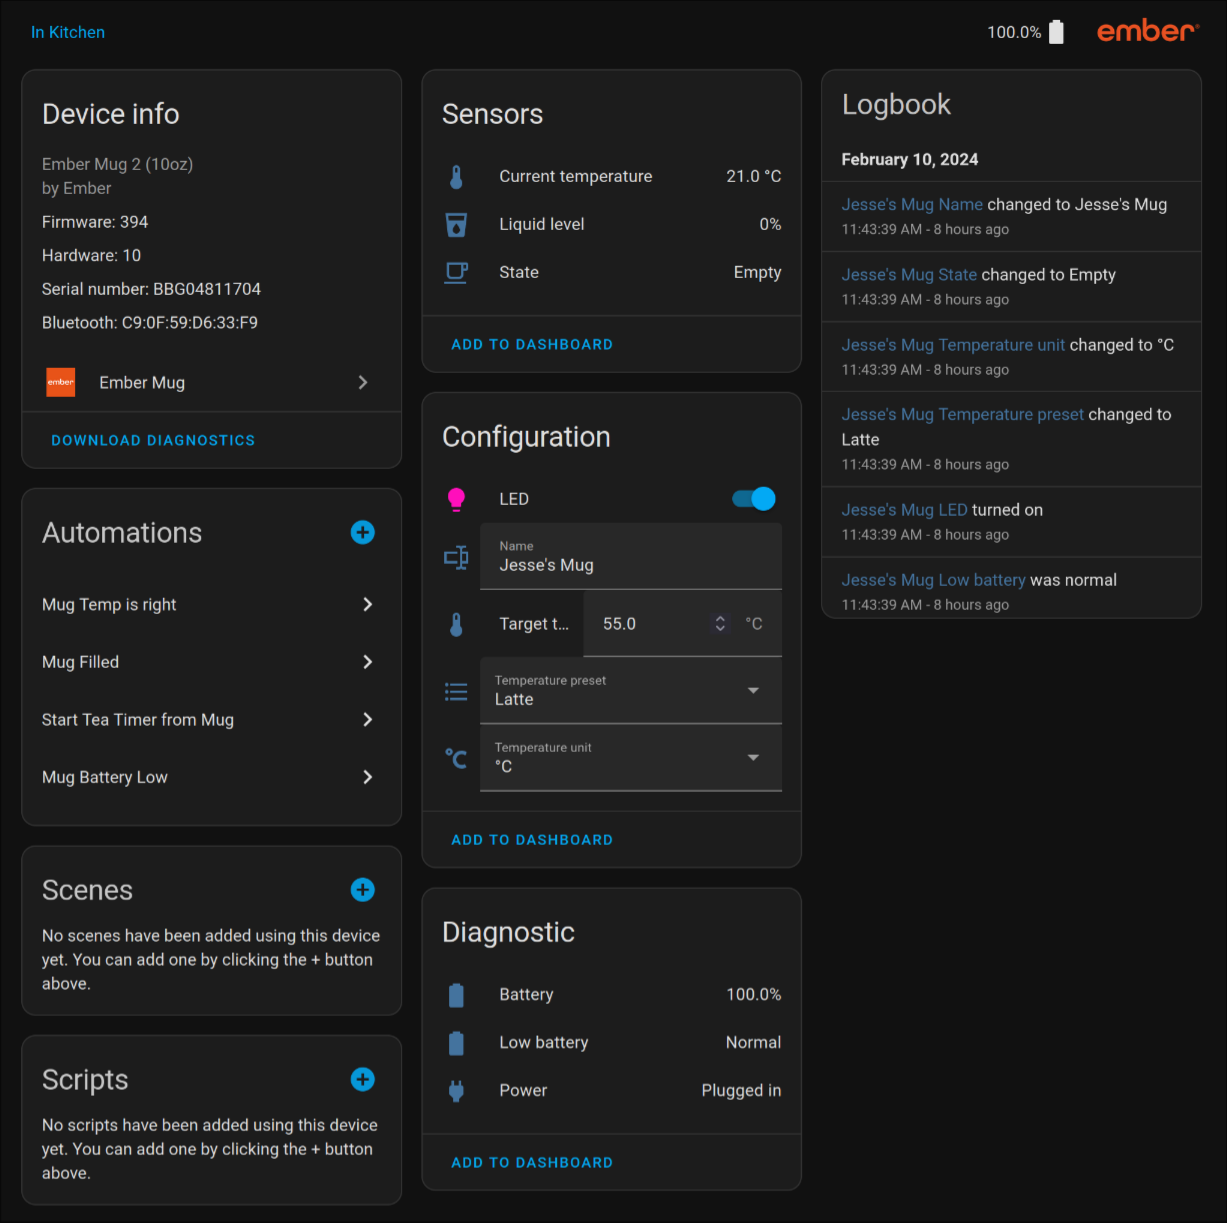 In Kitchen
100.0%
ember
Device info
Ember Mug 2 (10oz)
by Ember
Firmware: 394
Hardware: 10
Serial number: BBG04811704
Bluetooth: C9:0F:59:D6:33:F9
ember
Ember Mug
DOWNLOAD DIAGNOSTICS
Automations
Mug Temp is right
Mug Filled
Start Tea Timer from Mug
Mug Battery Low
Scenes
No scenes have been added using this device
yet. You can add one by clicking the + button
above.
Scripts
No scripts have been added using this device
yet. You can add one by clicking the + button
above.
Sensors
Current temperature 21.0 °C
Liquid level 0%
State Empty
ADD TO DASHBOARD
Configuration
LED
Name
Jesse's Mug
Target t... 55.0 °C
Temperature preset
Latte
°C
Temperature unit
°C
ADD TO DASHBOARD
Diagnostic
Battery 100.0%
Low battery Normal
Power Plugged in
ADD TO DASHBOARD
Logbook
February 10, 2024
Jesse's Mug Name changed to Jesse's Mug
11:43:39 AM - 8 hours ago
Jesse's Mug State changed to Empty
11:43:39 AM - 8 hours ago
Jesse's Mug Temperature unit changed to °C
11:43:39 AM - 8 hours ago
Jesse's Mug Temperature preset changed to
Latte
11:43:39 AM - 8 hours ago
Jesse's Mug LED turned on
11:43:39 AM - 8 hours ago
Jesse's Mug Low battery was normal
11:43:39 AM - 8 hours ago